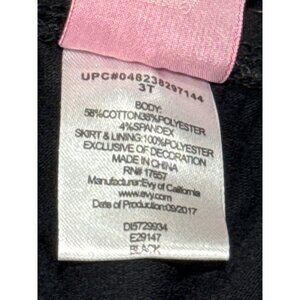 UPC#046238297144
3T
BODY:
58%COTTON38%POLYESTER
4%SPANDEX
SKIRT & LINING:100%POLYESTER
EXCLUSIVE OF DECORATION
MADE IN CHINA
RN# 17657
Manufacturer:Evy of California
www.evy.com
Date of Production:09/2017
DI5729934
E29147
BLACK